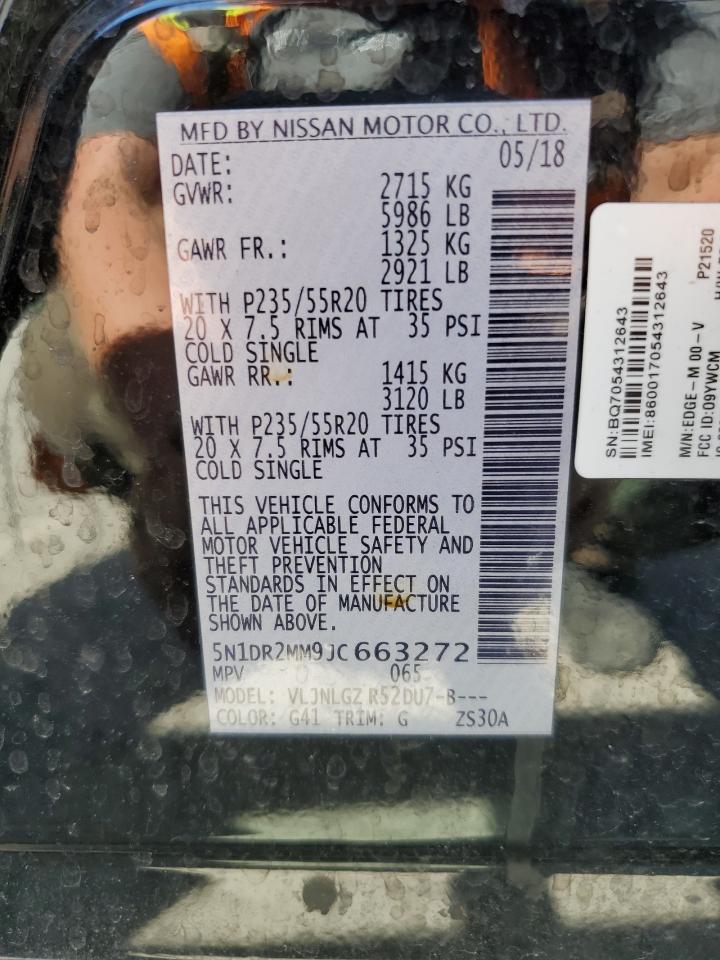 MFD BY NISSAN MOTOR CO., LTD.
DATE: 05/18
GVWR: 2715 KG
5986 LB
GAWR FR.: 1325 KG
2921 LB
WITH P235/55R20 TIRES
20 X 7.5 RIMS AT 35 PSI
COLD SINGLE
GAWR RR.: 1415 KG
3120 LB
WITH P235/55R20 TIRES
20 X 7.5 RIMS AT 35 PSI
COLD SINGLE
THIS VEHICLE CONFORMS TO
ALL APPLICABLE FEDERAL
MOTOR VEHICLE SAFETY AND
THEFT PREVENTION
STANDARDS IN EFFECT ON
THE DATE OF MANUFACTURE
SHOWN ABOVE.
5N1DR2MM9JC663272
MPV 065
MODEL: VLJNLGZ R52DU7-B---
COLOR: G41 TRIM: G ZS30A
SN:BQ7054312643
IMEI:860017054312643
M/N:EDGE-M 00-V P21520
FCC ID:09YWCM